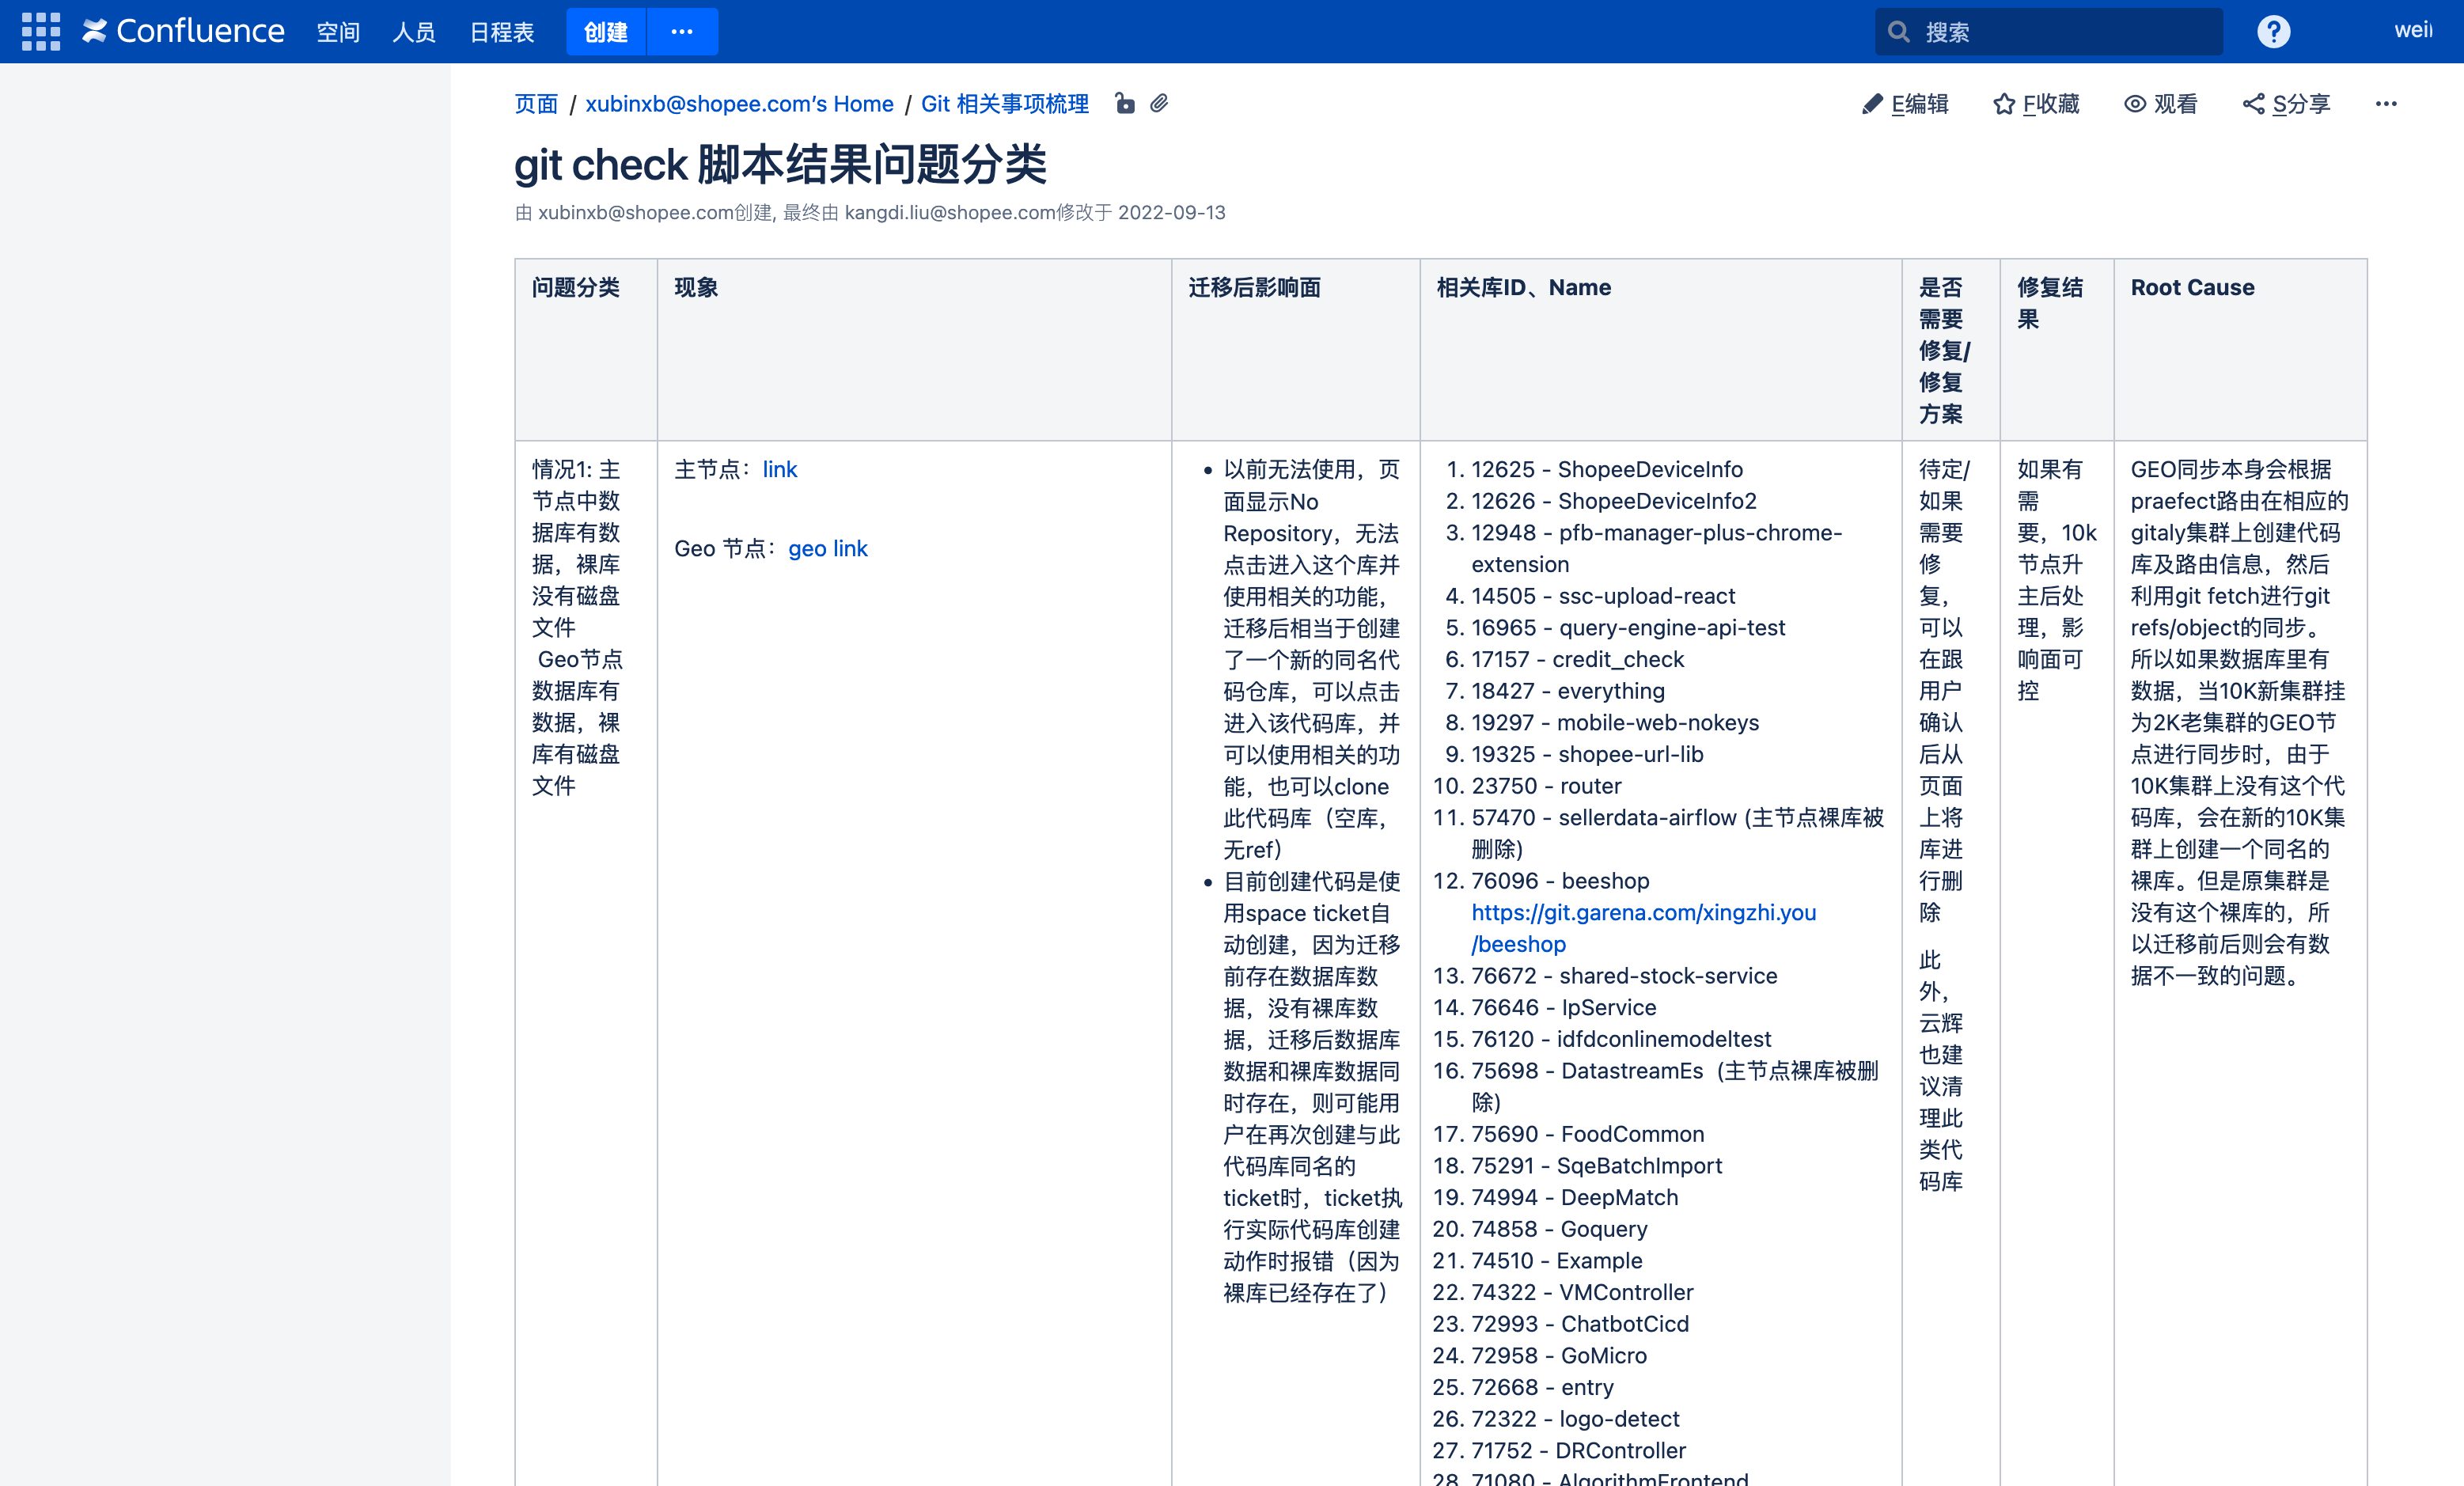 Confluence 空间 人员 日程表 创建 ··· 搜索 ?
页面 / xubinxb@shopee.com's Home / Git 相关事项梳理 E编辑 F收藏 观看 S分享 ···
git check 脚本结果问题分类
由 xubinxb@shopee.com创建, 最终由 kangdi.liu@shopee.com修改于 2022-09-13
问题分类
现象
迁移后影响面
相关库ID、Name
是否
需要
修复/
修复
方案
修复结
果
Root Cause
情况1: 主
节点中数
据库有数
据，裸库
没有磁盘
文件
Geo节点
数据库有
数据，裸
库有磁盘
文件
主节点：link
Geo 节点：geo link
• 以前无法使用，页
面显示No
Repository，无法
点击进入这个库并
使用相关的功能，
迁移后相当于创建
了一个新的同名代
码仓库，可以点击
进入该代码库，并
可以使用相关的功
能，也可以clone
此代码库（空库，
无ref）
• 目前创建代码是使
用space ticket自
动创建，因为迁移
前存在数据库数
据，没有裸库数
据，迁移后数据库
数据和裸库数据同
时存在，则可能用
户在再次创建与此
代码库同名的
ticket时，ticket执
行实际代码库创建
动作时报错（因为
裸库已经存在了）
1. 12625 - ShopeeDeviceInfo
2. 12626 - ShopeeDeviceInfo2
3. 12948 - pfb-manager-plus-chrome-
extension
4. 14505 - ssc-upload-react
5. 16965 - query-engine-api-test
6. 17157 - credit_check
7. 18427 - everything
8. 19297 - mobile-web-nokeys
9. 19325 - shopee-url-lib
10. 23750 - router
11. 57470 - sellerdata-airflow (主节点裸库被
删除)
12. 76096 - beeshop
https://git.garena.com/xingzhi.you
/beeshop
13. 76672 - shared-stock-service
14. 76646 - IpService
15. 76120 - idfdconlinemodeltest
16. 75698 - DatastreamEs (主节点裸库被删
除)
17. 75690 - FoodCommon
18. 75291 - SqeBatchImport
19. 74994 - DeepMatch
20. 74858 - Goquery
21. 74510 - Example
22. 74322 - VMController
23. 72993 - ChatbotCicd
24. 72958 - GoMicro
25. 72668 - entry
26. 72322 - logo-detect
27. 71752 - DRController
28. 71080 - AlgorithmFrontend
待定/
如果
需要
修
复，
可以
在跟
用户
确认
后从
页面
上将
库进
行删
除
此
外，
云辉
也建
议清
理此
类代
码库
如果有
需
要，10k
节点升
主后处
理，影
响面可
控
GEO同步本身会根据
praefect路由在相应的
gitaly集群上创建代码
库及路由信息，然后
利用git fetch进行git
refs/object的同步。
所以如果数据库里有
数据，当10K新集群挂
为2K老集群的GEO节
点进行同步时，由于
10K集群上没有这个代
码库，会在新的10K集
群上创建一个同名的
裸库。但是原集群是
没有这个裸库的，所
以迁移前后则会有数
据不一致的问题。